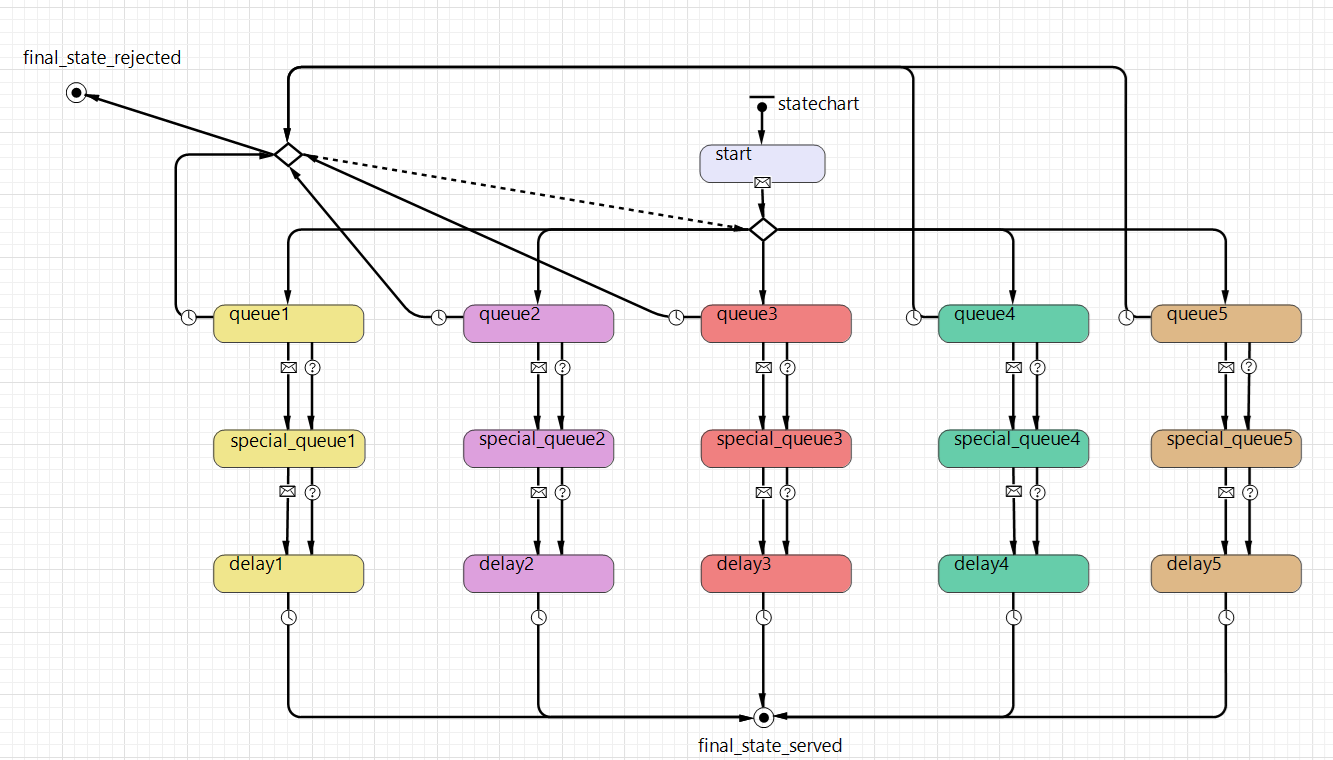 final_state_rejected
statechart
start
queue1
queue2
queue3
queue4
queue5
?
?
?
?
?
special_queue1
special_queue2
special_queue3
special_queue4
special_queue5
?
?
?
?
?
delay1
delay2
delay3
delay4
delay5
final_state_served